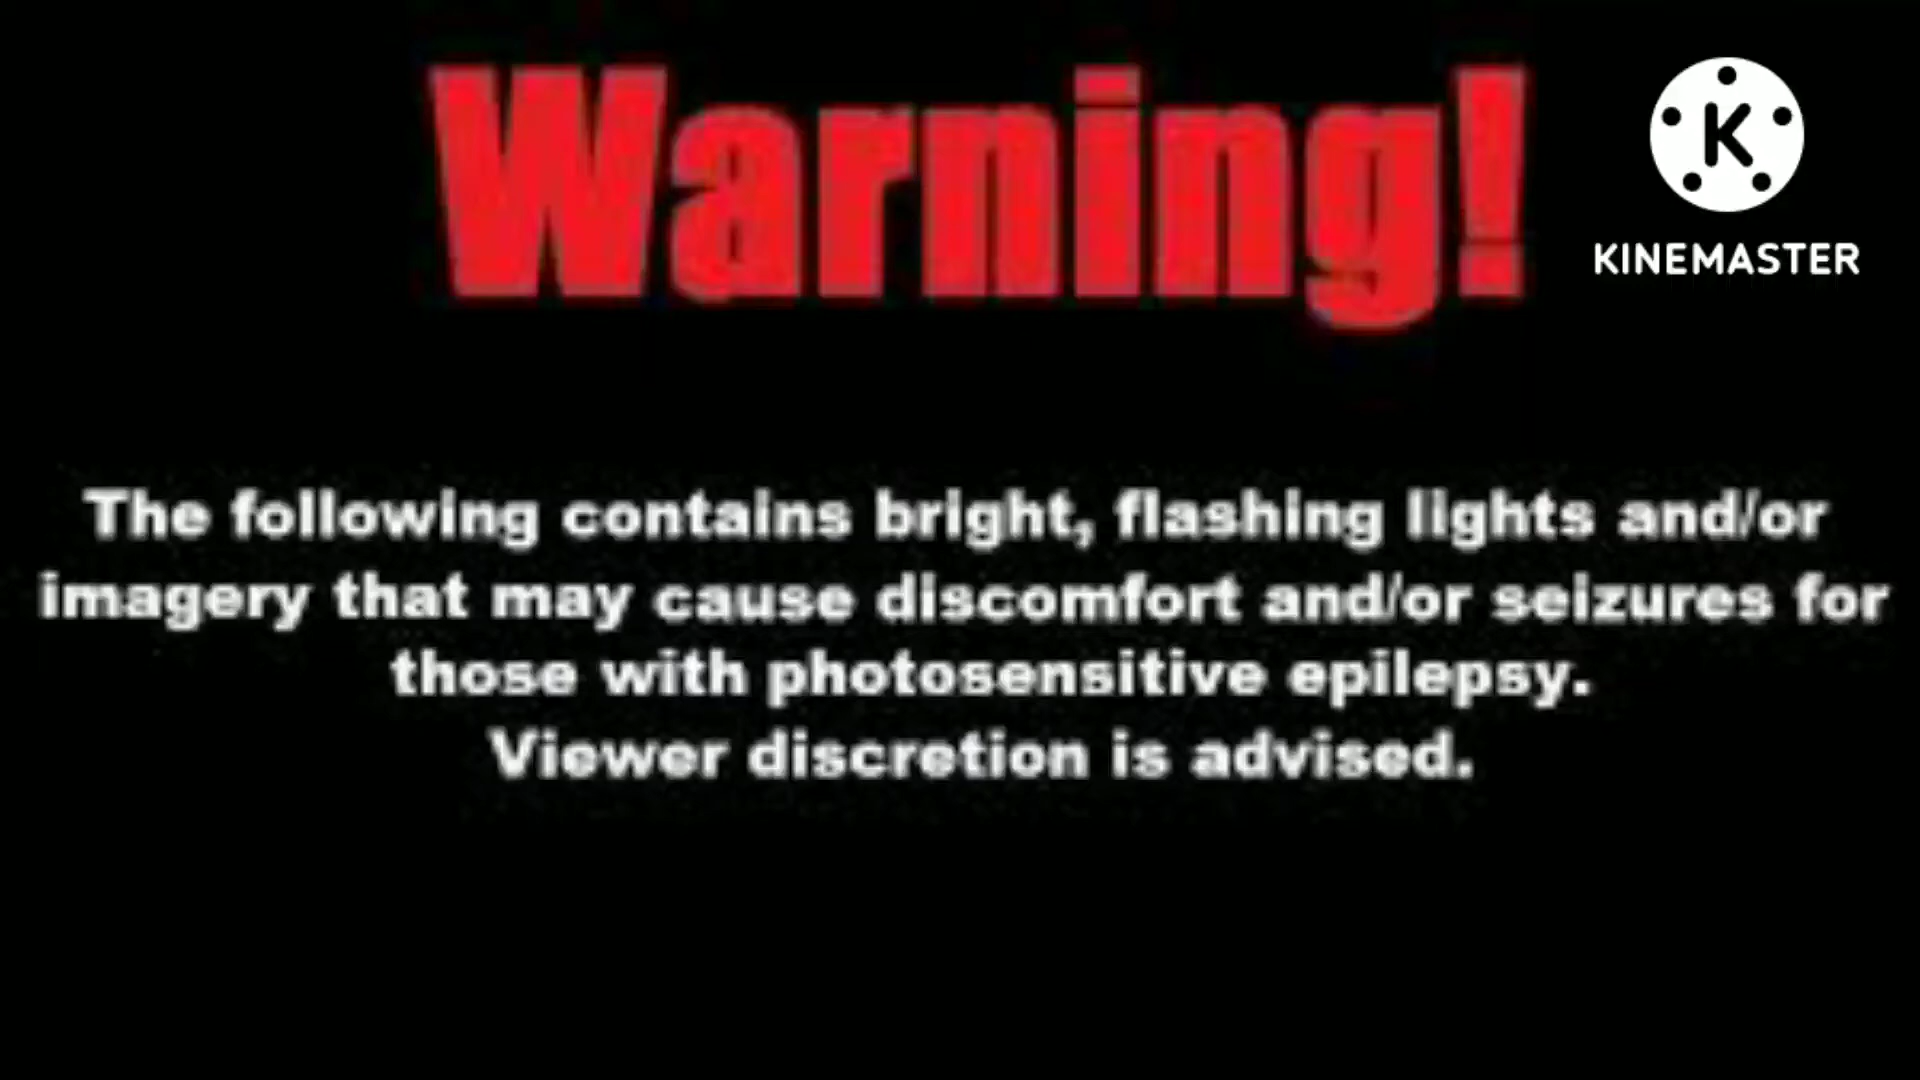 Warning!
K
KINEMASTER
The following contains bright, flashing lights and/or
imagery that may cause discomfort and/or seizures for
those with photosensitive epilepsy.
Viewer discretion is advised.